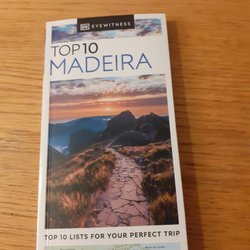 DK EYEWITNESS
TOP 10
MADEIRA
TOP 10 LISTS FOR YOUR PERFECT TRIP